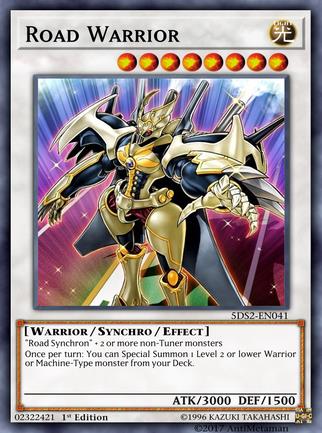 ROAD WARRIOR
光
5DS2-EN041
[WARRIOR / SYNCHRO / EFFECT]
"Road Synchron" + 2 or more non-Tuner monsters
Once per turn: You can Special Summon 1 Level 2 or lower Warrior
or Machine-Type monster from your Deck.
ATK/3000 DEF/1500
02322421 1st Edition ©1996 KAZUKI TAKAHASHI
©2017 AntiMetaman